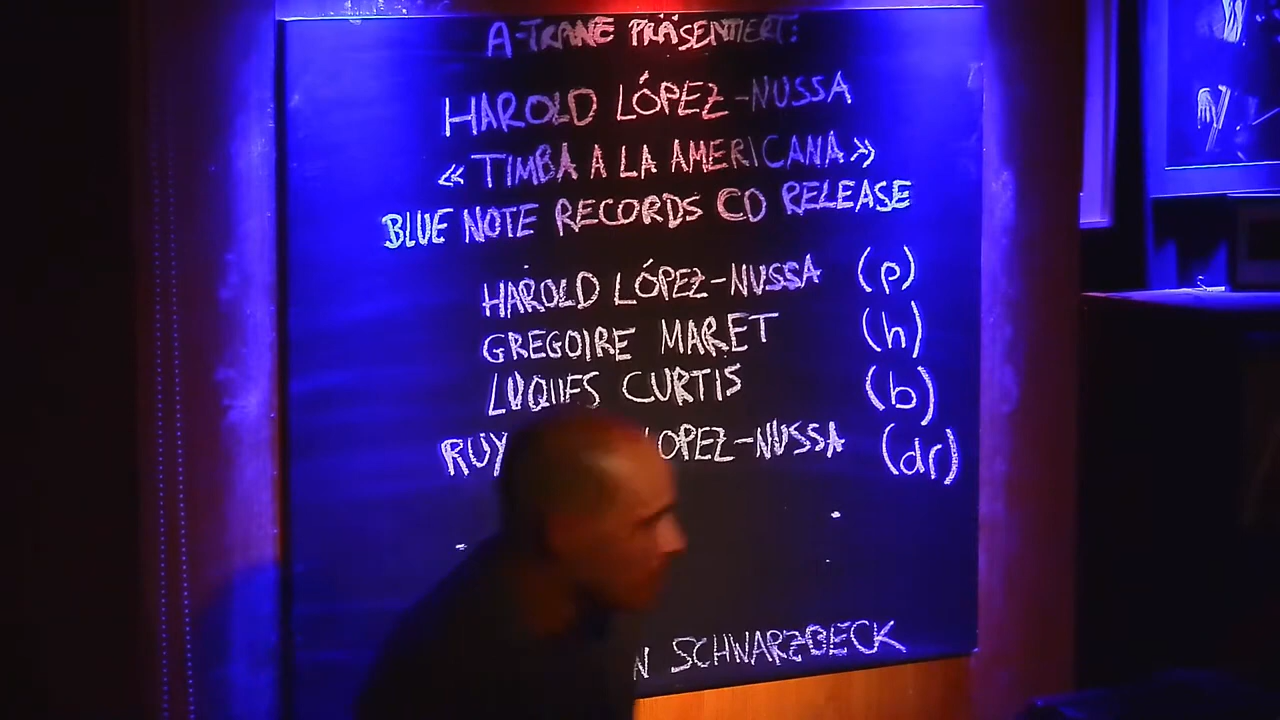 A-TRANE PRÄSENTIERT:
HAROLD LÓPEZ-NUSSA
« TIMBA A LA AMERICANA »
BLUE NOTE RECORDS CD RELEASE
HAROLD LÓPEZ-NUSSA (p)
GREGOIRE MARET (h)
LUQUES CURTIS (b)
RUY LOPEZ-NUSSA (dr)
SCHWARZBECK